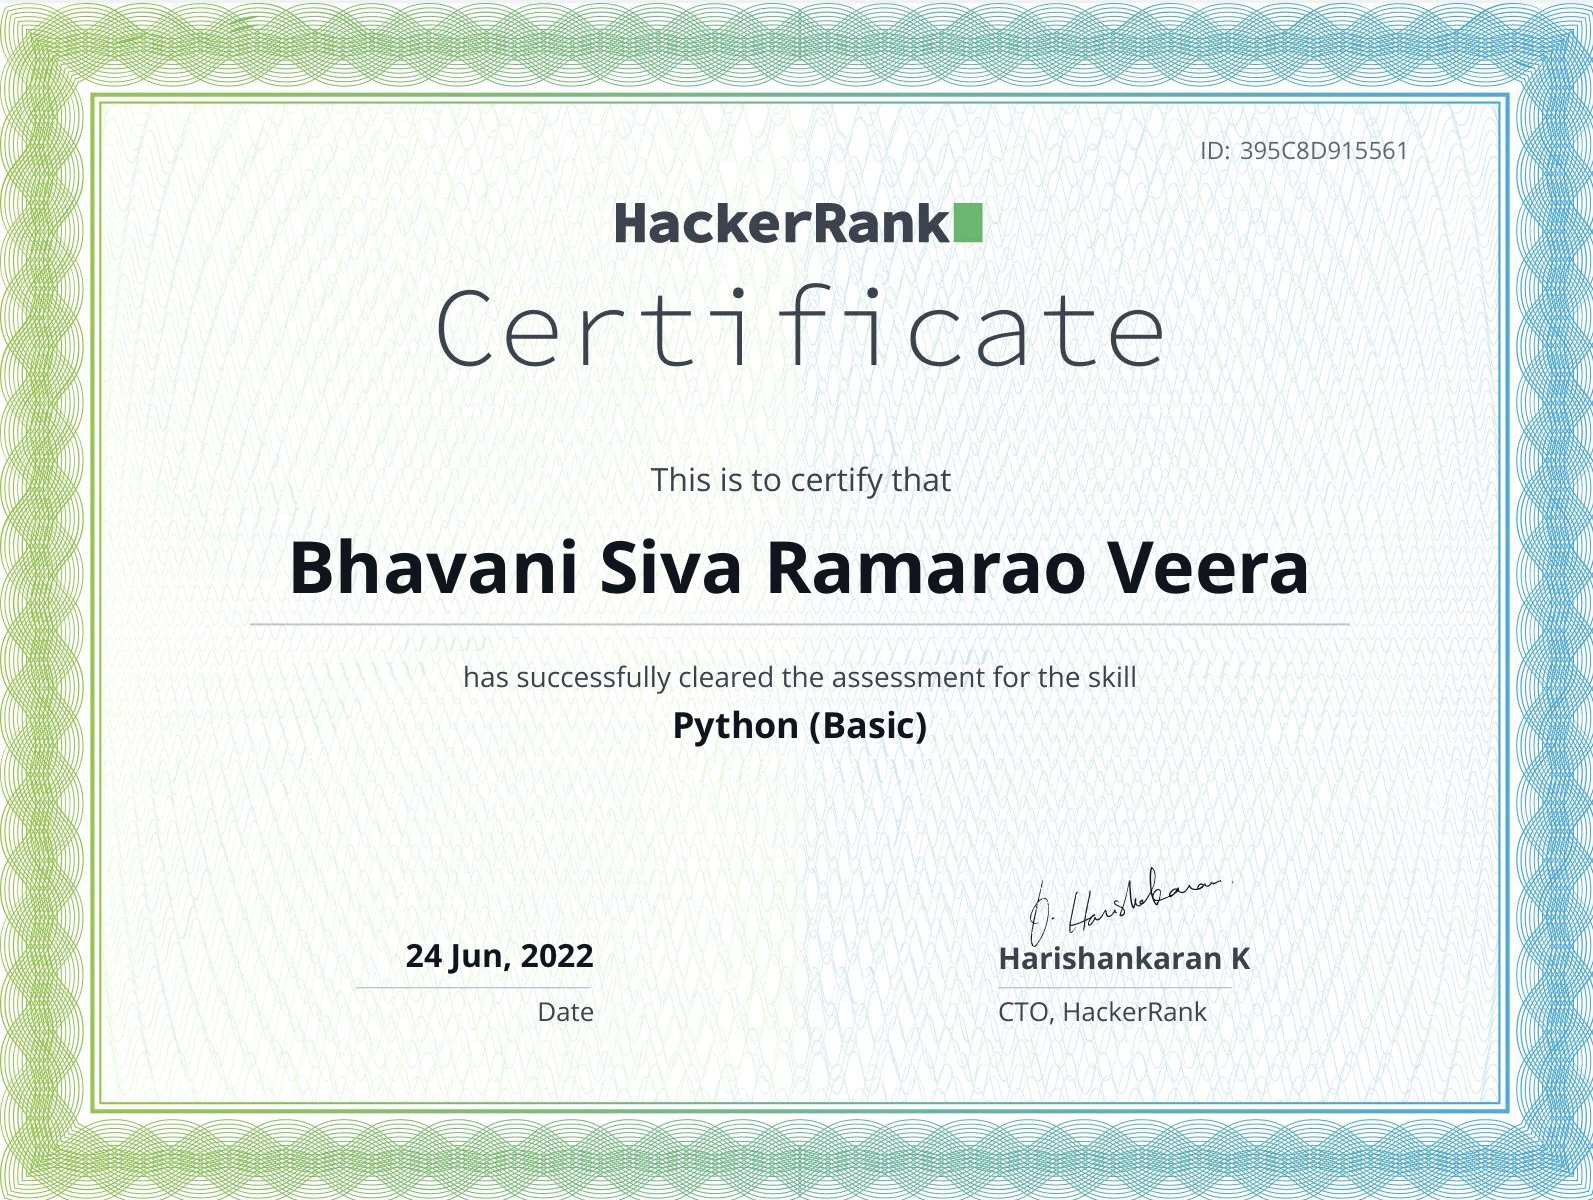 ID: 395C8D915561
HackerRank
Certificate
This is to certify that
Bhavani Siva Ramarao Veera
has successfully cleared the assessment for the skill
Python (Basic)
D. Harishankaran.
24 Jun, 2022
Harishankaran K
Date
CTO, HackerRank